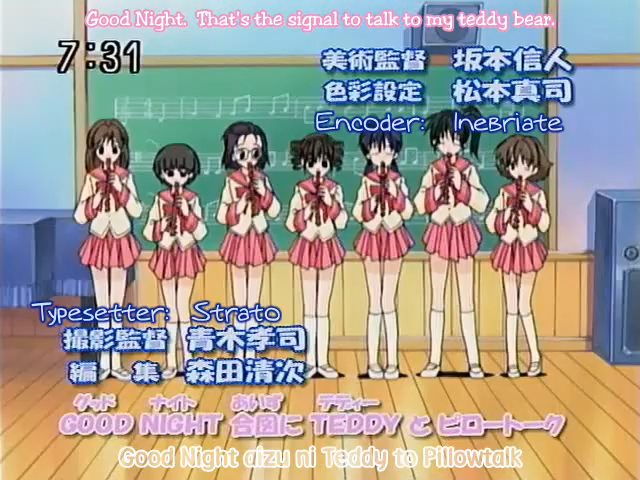 Good Night. That's the signal to talk to my teddy bear.
7:31
美術監督 坂本信人
色彩設定 松本真司
Encoder: Inebriate
Typesetter: Strato
撮影監督 青木孝司
編 集 森田清次
グッド ナイト あいず テディー
GOOD NIGHT 合図に TEDDY と ピロートーク
Good Night aizu ni Teddy to Pillowtalk